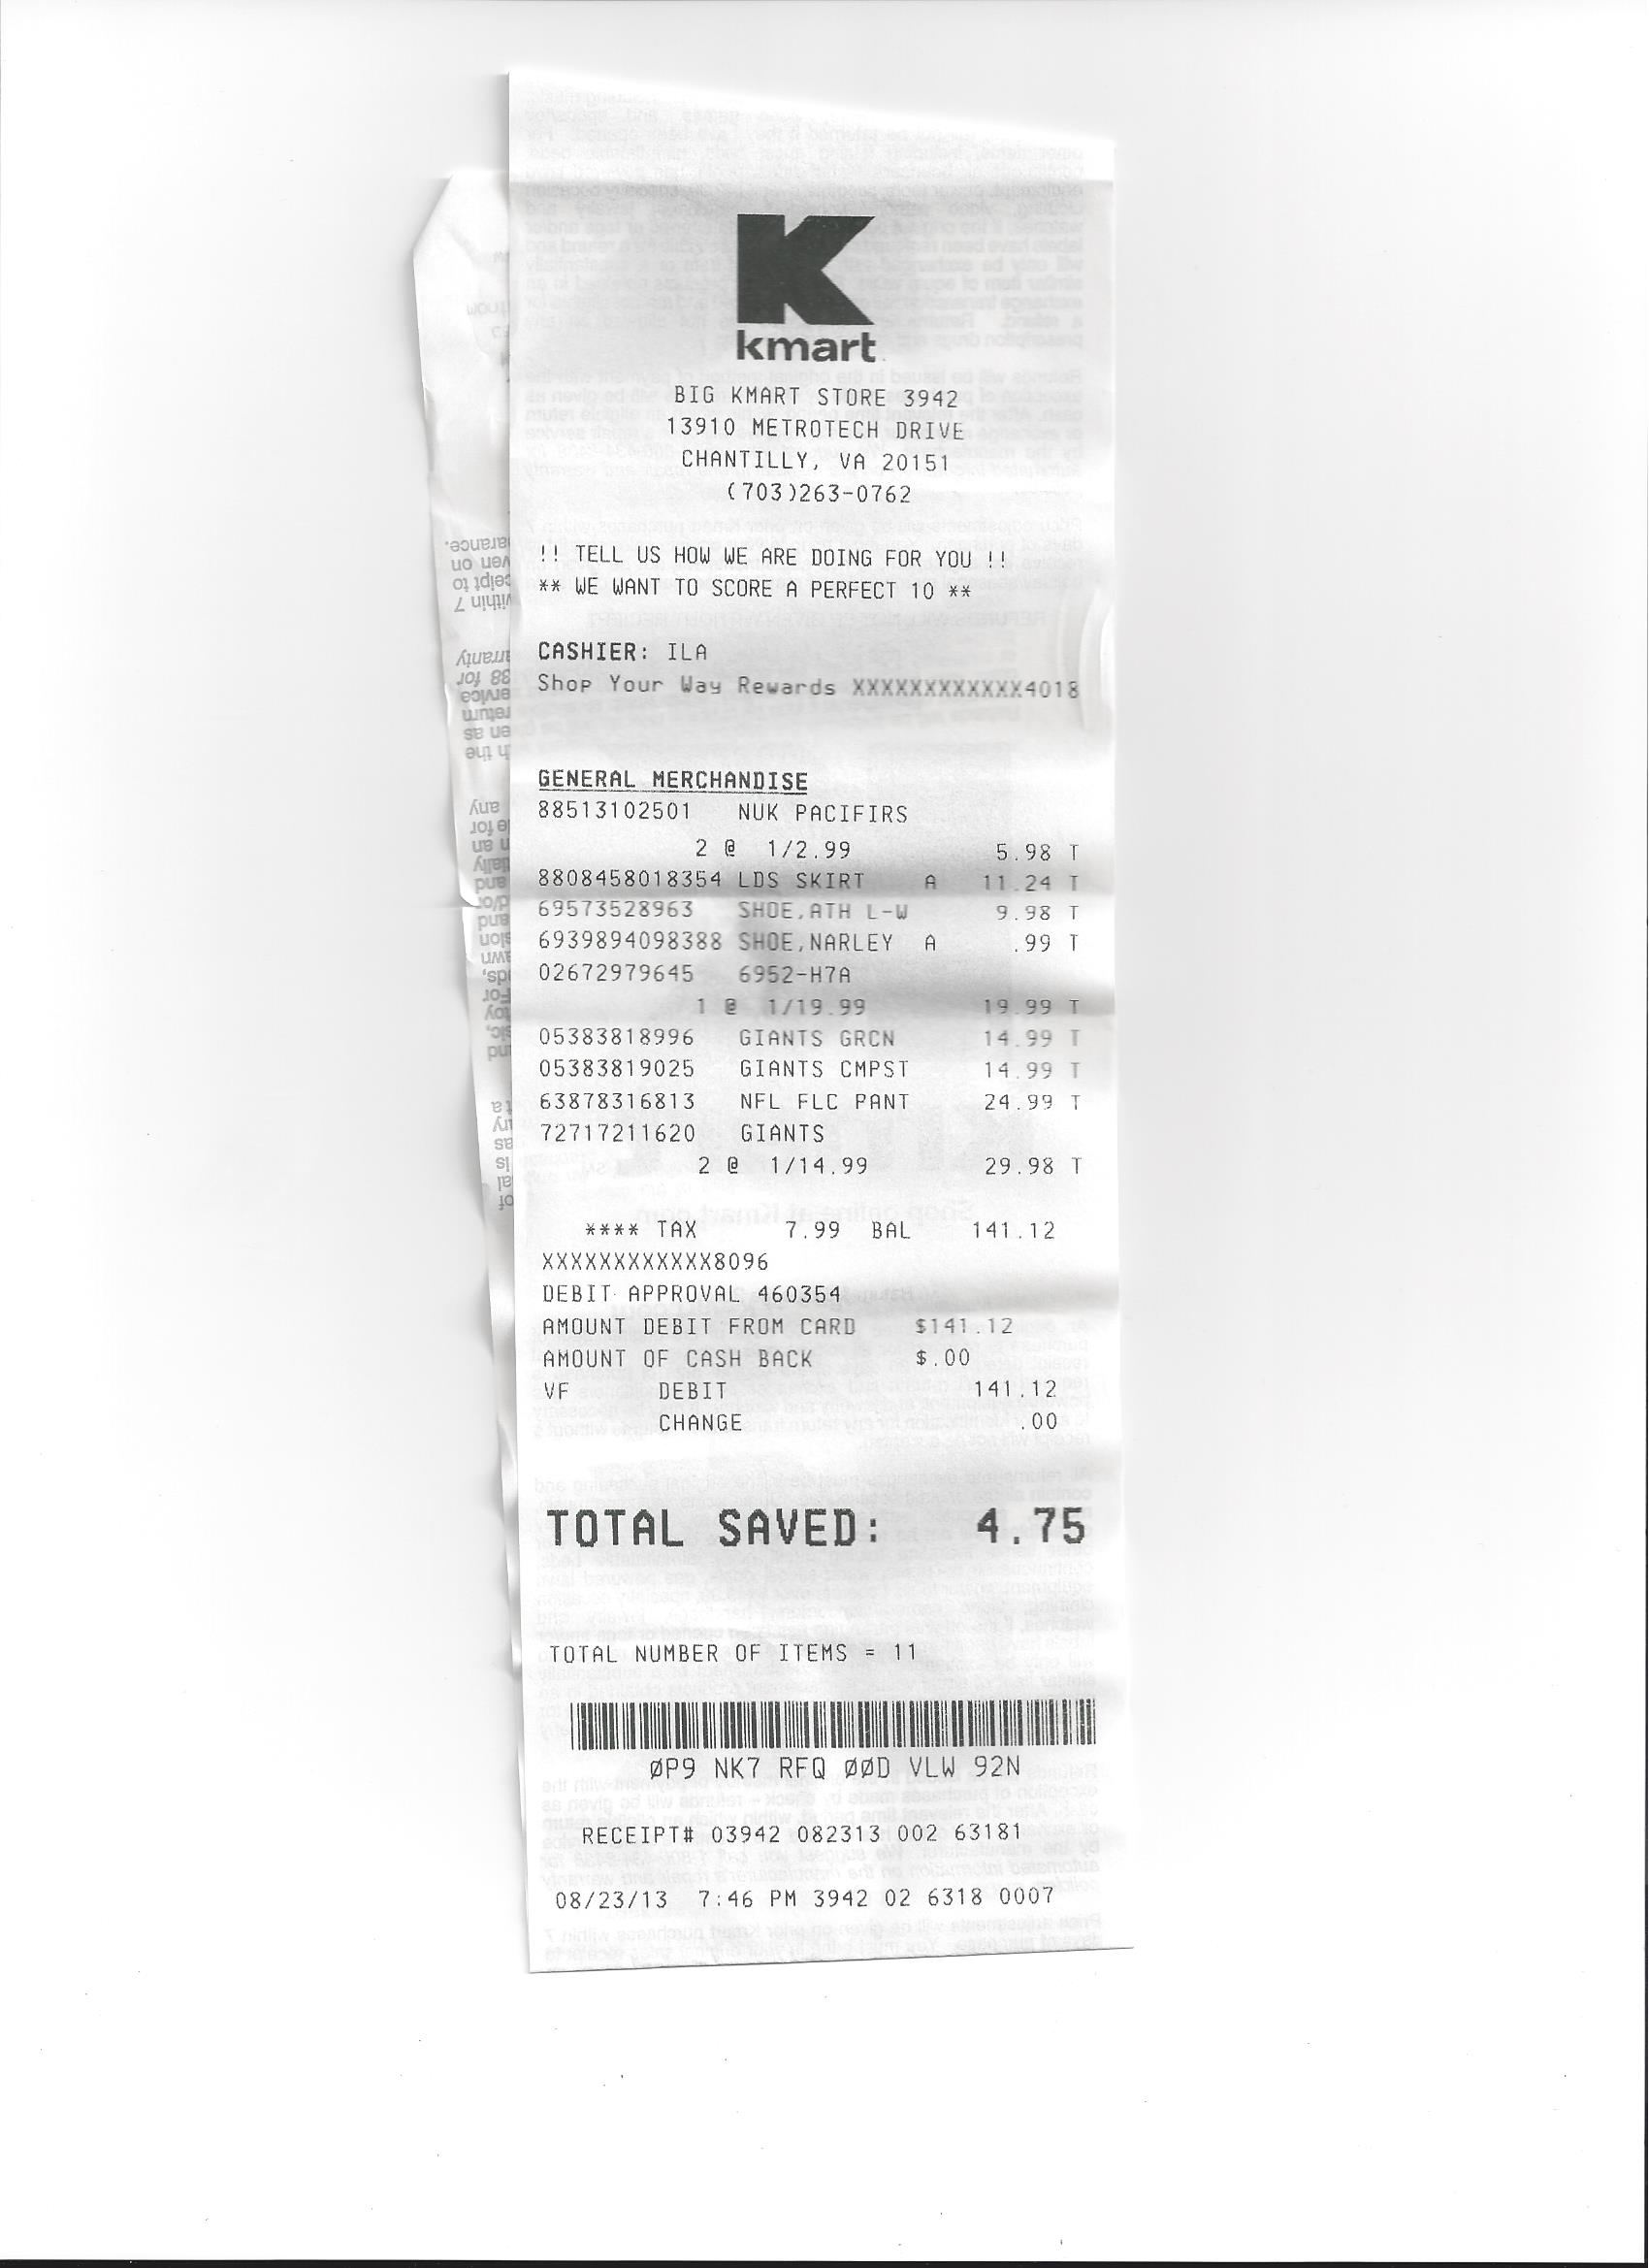 K
kmart
BIG KMART STORE 3942
13910 METROTECH DRIVE
CHANTILLY, VA 20151
(703)263-0762
!! TELL US HOW WE ARE DOING FOR YOU !!
** WE WANT TO SCORE A PERFECT 10 **
CASHIER: ILA
Shop Your Way Rewards XXXXXXXXXXXX4018
GENERAL MERCHANDISE
88513102501 NUK PACIFIRS
2 @ 1/2.99 5.98 T
8808458018354 LDS SKIRT A 11.24 T
69573528963 SHOE,ATH L-W 9.98 T
6939894098388 SHOE,NARLEY A .99 T
02672979645 6952-H7A
1 @ 1/19.99 19.99 T
05383818996 GIANTS GRCN 14.99 T
05383819025 GIANTS CMPST 14.99 T
63878316813 NFL FLC PANT 24.99 T
72717211620 GIANTS
2 @ 1/14.99 29.98 T
**** TAX 7.99 BAL 141.12
XXXXXXXXXXXX8096
DEBIT APPROVAL 460354
AMOUNT DEBIT FROM CARD $141.12
AMOUNT OF CASH BACK $.00
VF DEBIT 141.12
CHANGE .00
TOTAL SAVED: 4.75
TOTAL NUMBER OF ITEMS = 11
ØP9 NK7 RFQ ØØD VLW 92N
RECEIPT# 03942 082313 002 63181
08/23/13 7:46 PM 3942 02 6318 0007